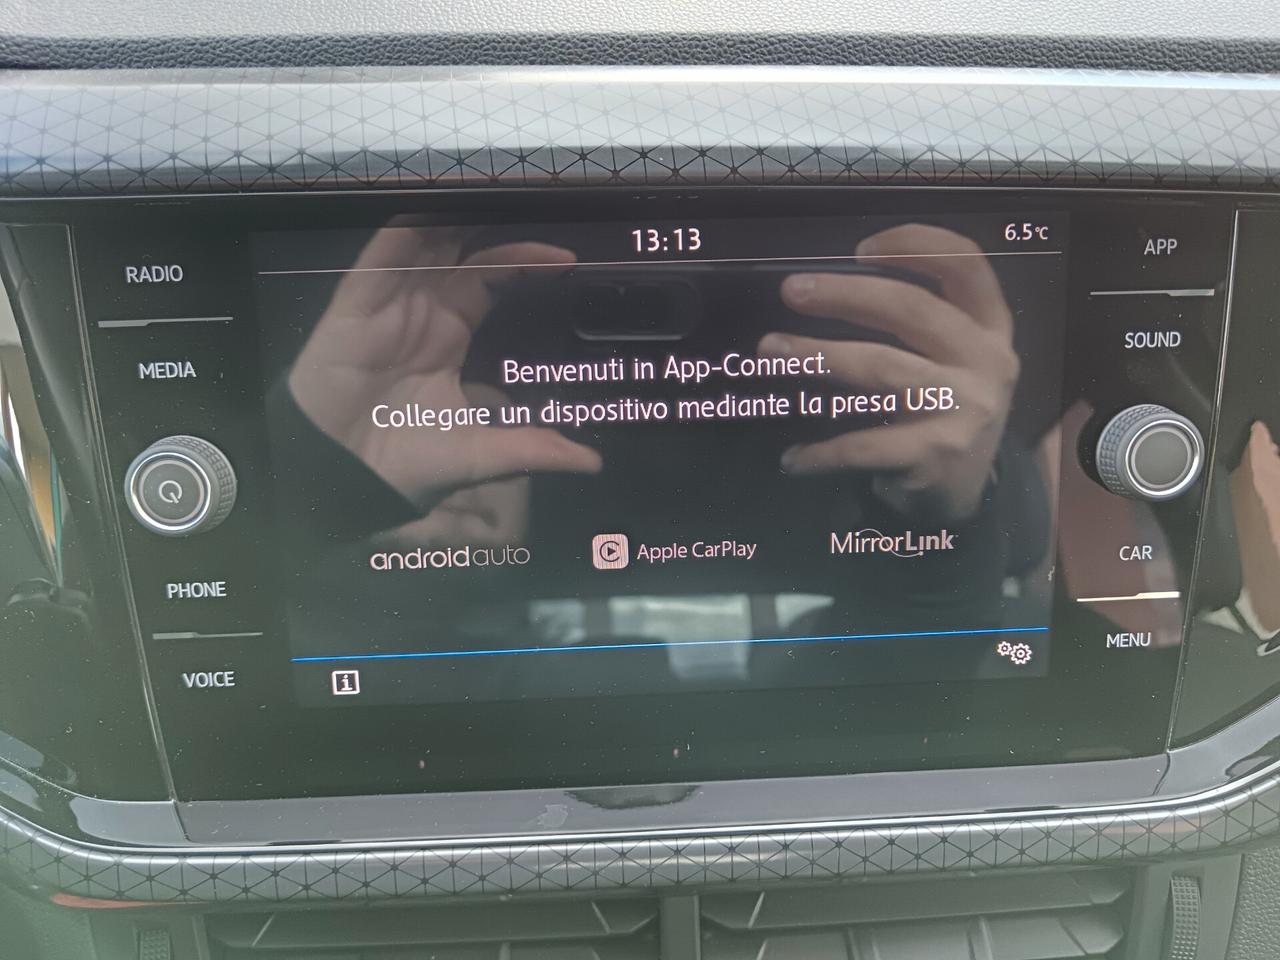 13:13
6.5°C
RADIO
MEDIA
PHONE
VOICE
Benvenuti in App-Connect.
Collegare un dispositivo mediante la presa USB.
androidauto
Apple CarPlay
MirrorLink
i
APP
SOUND
CAR
MENU